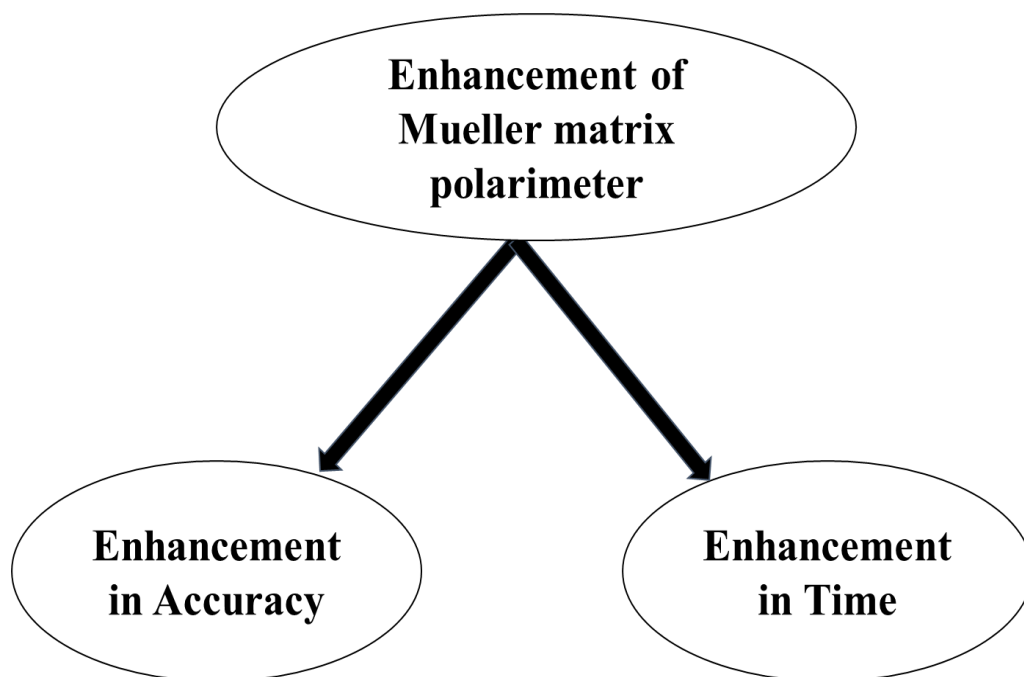 Enhancement of
Mueller matrix
polarimeter
Enhancement
in Accuracy
Enhancement
in Time